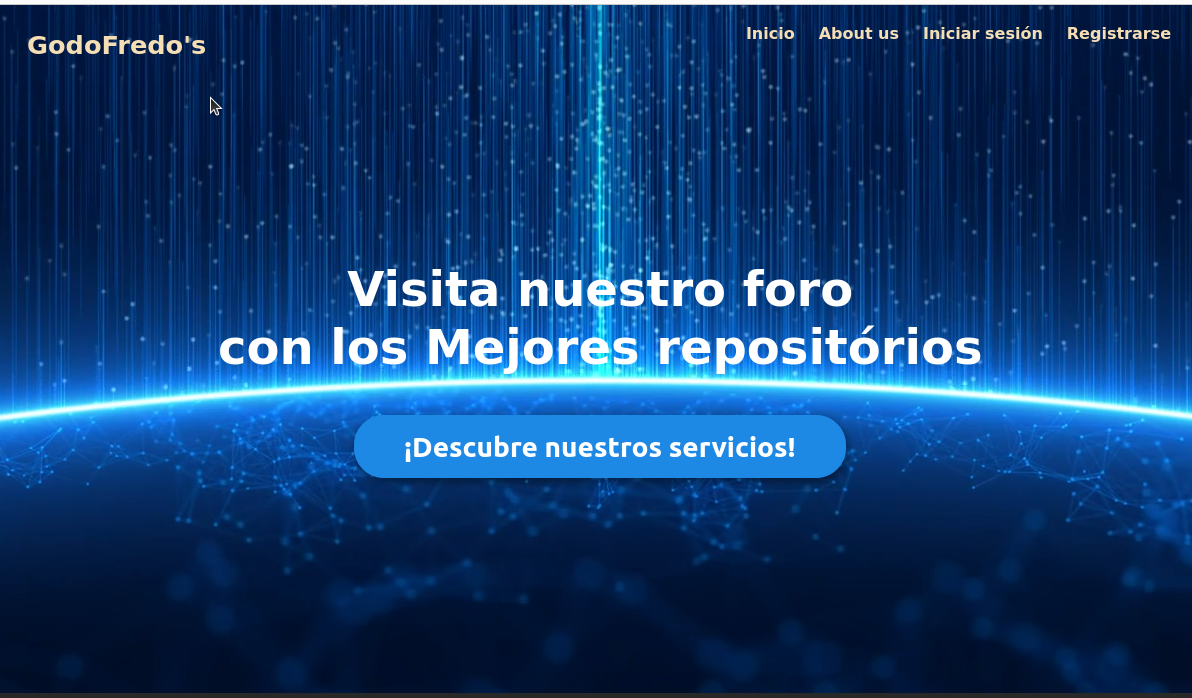 GodoFredo's
Inicio About us Iniciar sesión Registrarse
Visita nuestro foro
con los Mejores repositórios
¡Descubre nuestros servicios!